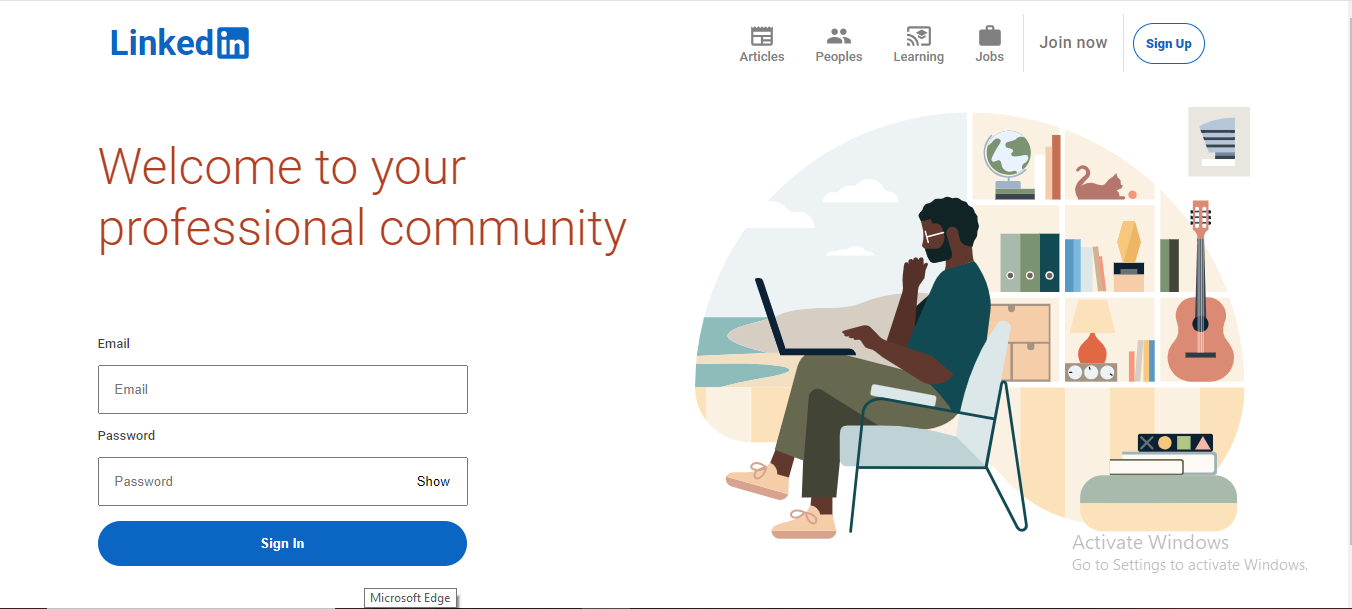 Linkedin
Articles
Peoples
Learning
Jobs
Join now
Sign Up
Welcome to your
professional community
Email
Email
Password
Password
Show
Sign In
Activate Windows
Go to Settings to activate Windows.
Microsoft Edge